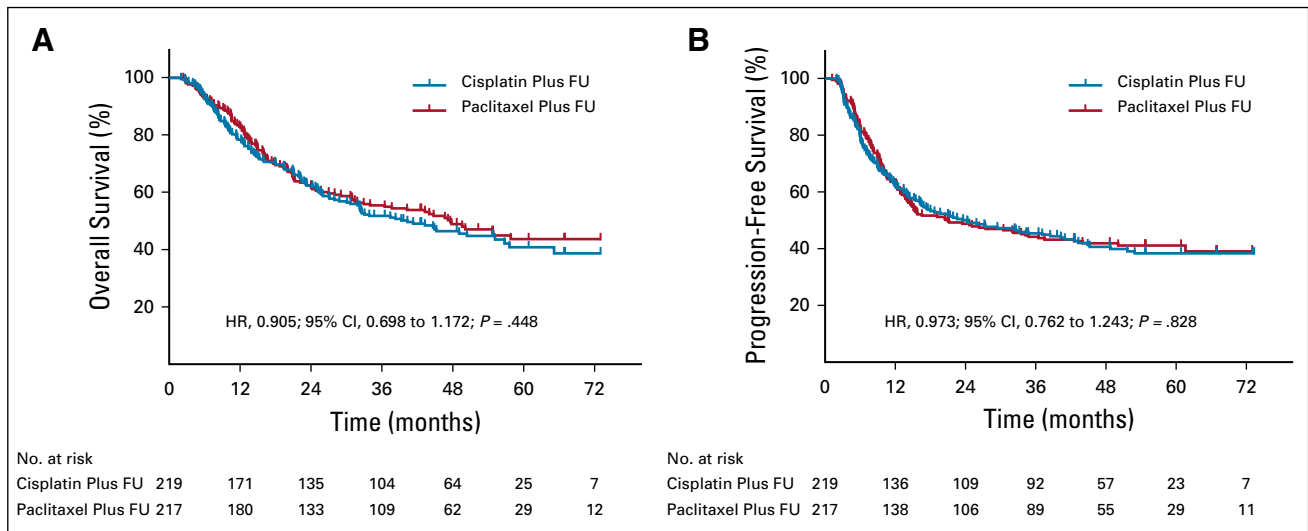 A
Overall Survival (%)
100
80
60
40
20
Cisplatin Plus FU
Paclitaxel Plus FU
HR, 0.905; 95% CI, 0.698 to 1.172; P = .448
0 12 24 36 48 60 72
Time (months)
No. at risk
Cisplatin Plus FU 219 171 135 104 64 25 7
Paclitaxel Plus FU 217 180 133 109 62 29 12
B
Progression-Free Survival (%)
100
80
60
40
20
Cisplatin Plus FU
Paclitaxel Plus FU
HR, 0.973; 95% CI, 0.762 to 1.243; P = .828
0 12 24 36 48 60 72
Time (months)
No. at risk
Cisplatin Plus FU 219 136 109 92 57 23 7
Paclitaxel Plus FU 217 138 106 89 55 29 11